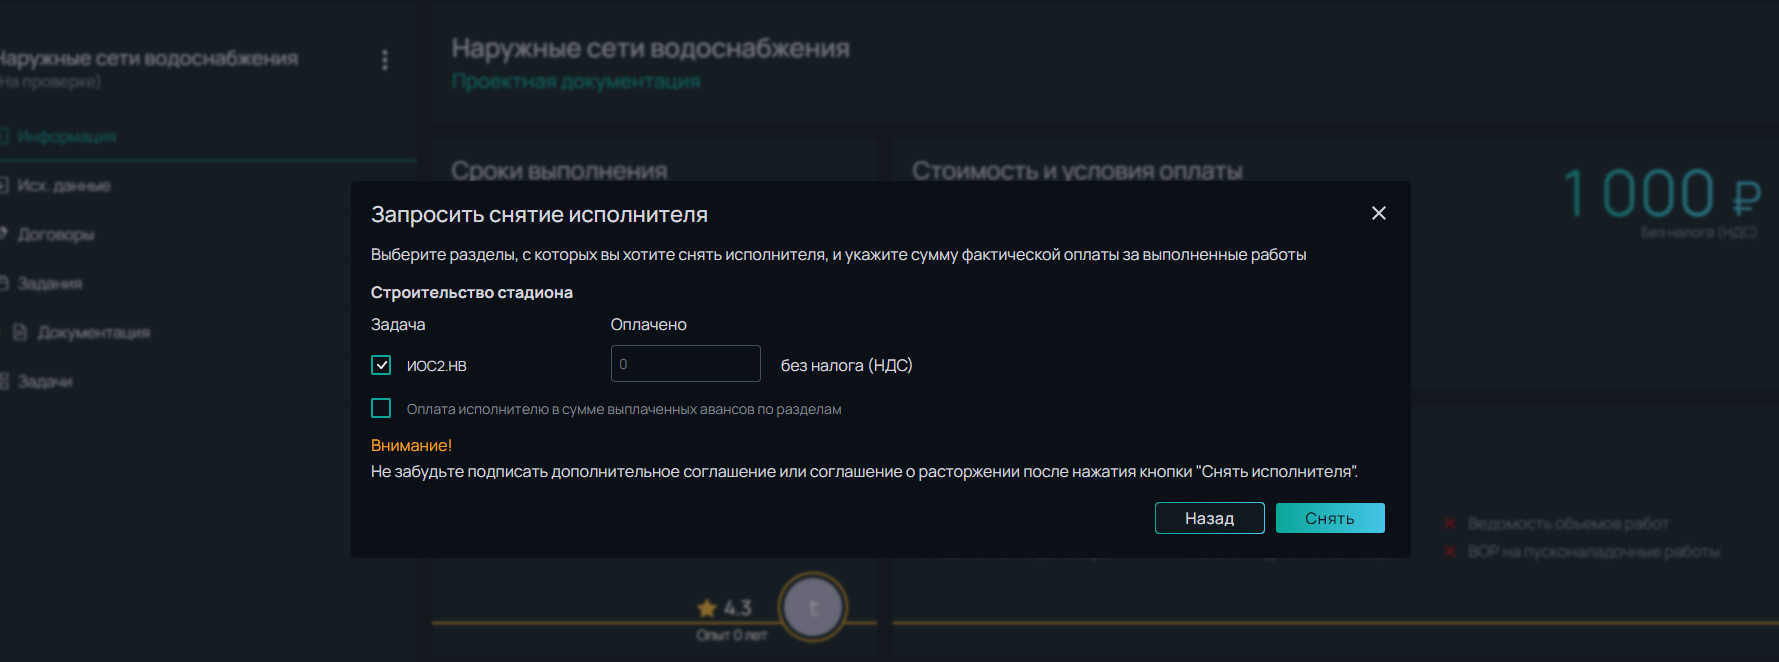 Наружные сети водоснабжения
(На проверке)
Информация
Исх. данные
Договоры
Задания
Документация
Задачи
Наружные сети водоснабжения
Проектная документация
Сроки выполнения
Стоимость и условия оплаты
1 000 ₽
Без налога (НДС)
Запросить снятие исполнителя
Выберите разделы, с которых вы хотите снять исполнителя, и укажите сумму фактической оплаты за выполненные работы
Строительство стадиона
Задача Оплачено
ИОС2.НВ 0 без налога (НДС)
Оплата исполнителю в сумме выплаченных авансов по разделам
Внимание!
Не забудьте подписать дополнительное соглашение или соглашение о расторжении после нажатия кнопки "Снять исполнителя".
Назад Снять
Ведомость объемов работ
ВОР на пусконаладочные работы
4.3
t
Опыт 0 лет